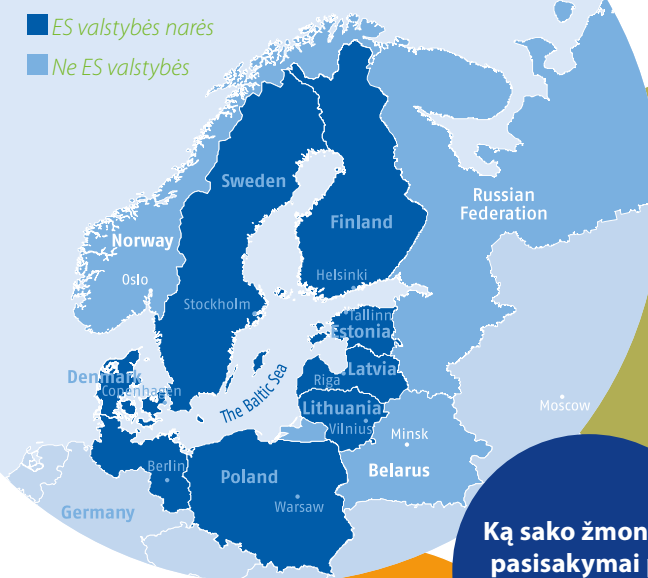 ES valstybės narės
Ne ES valstybės
Sweden
Finland
Russian
Federation
Norway
Oslo
Helsinki
Stockholm
Tallinn
Estonia
Denmark
Copenhagen
The Baltic Sea
Riga
Latvia
Lithuania
Vilnius
Moscow
Minsk
Belarus
Berlin
Poland
Warsaw
Germany
Ką sako žmon
pasisakymai